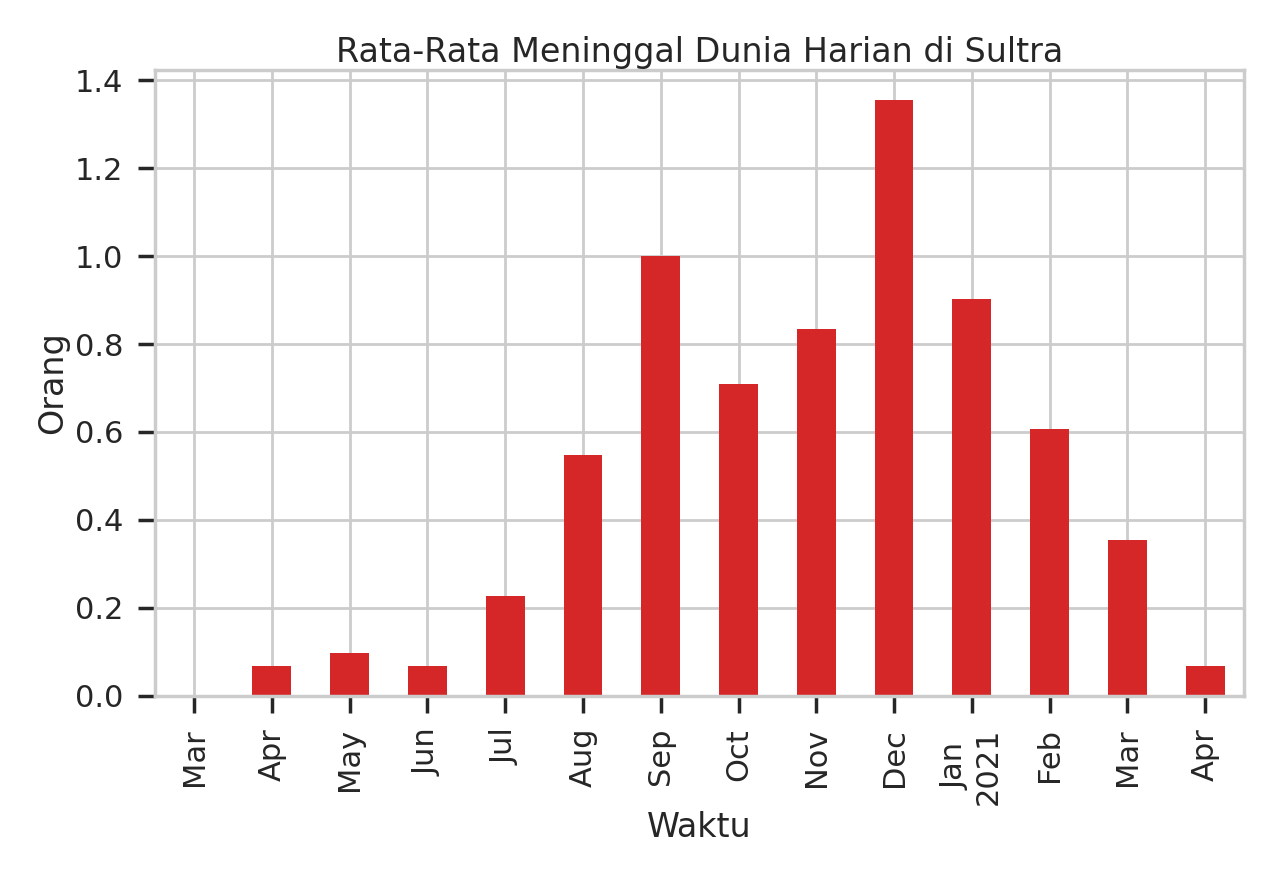 Rata-Rata Meninggal Dunia Harian di Sultra
Orang
1.4
1.2
1.0
0.8
0.6
0.4
0.2
0.0
Mar
Apr
May
Jun
Jul
Aug
Sep
Oct
Nov
Dec
Jan
2021
Feb
Mar
Apr
Waktu